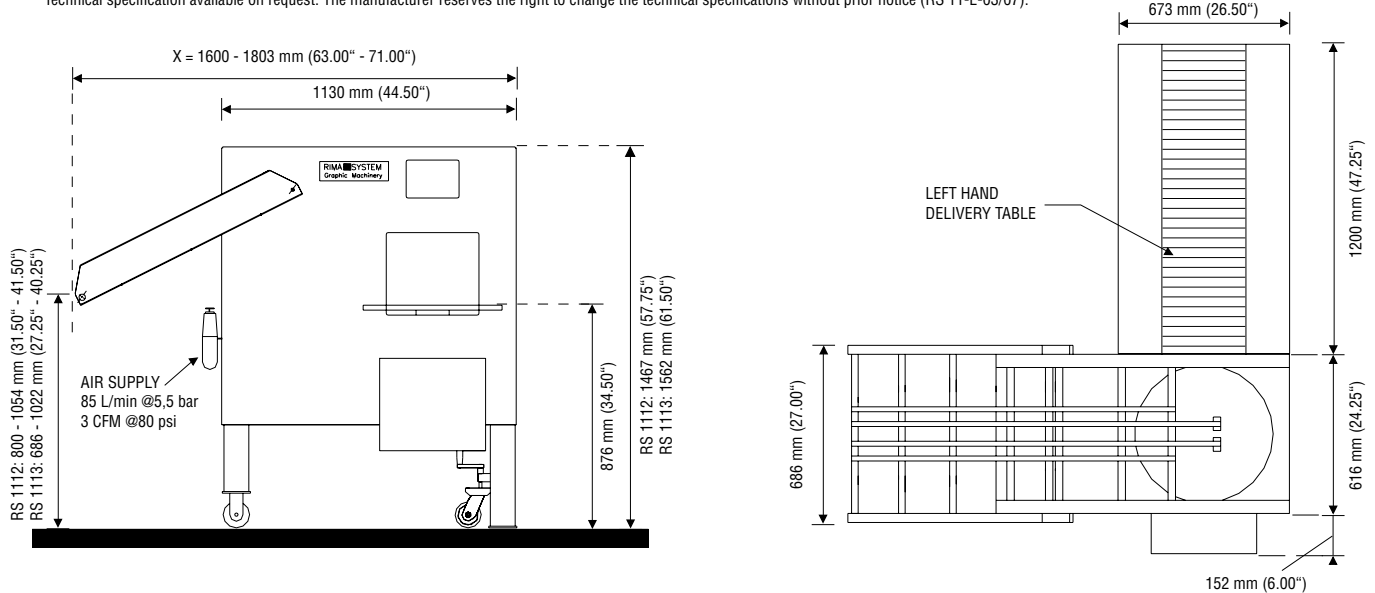 Technical specification available on request. The manufacturer reserves the right to change the technical specifications without prior notice (RS 11-E-03/07).
X = 1600 - 1803 mm (63.00“ - 71.00“)
1130 mm (44.50“)
RIMA SYSTEM
Graphic Machinery
AIR SUPPLY
85 L/min @5,5 bar
3 CFM @80 psi
RS 1112: 800 - 1054 mm (31.50“ - 41.50“)
RS 1113: 686 - 1022 mm (27.25“ - 40.25“)
876 mm (34.50“)
RS 1112: 1467 mm (57.75“)
RS 1113: 1562 mm (61.50“)
673 mm (26.50“)
LEFT HAND
DELIVERY TABLE
1200 mm (47.25“)
686 mm (27.00“)
616 mm (24.25“)
152 mm (6.00“)